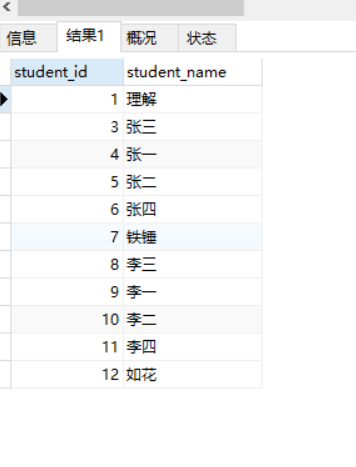 信息 结果1 概况 状态
student_id student_name
1 理解
3 张三
4 张一
5 张二
6 张四
7 铁锤
8 李三
9 李一
10 李二
11 李四
12 如花